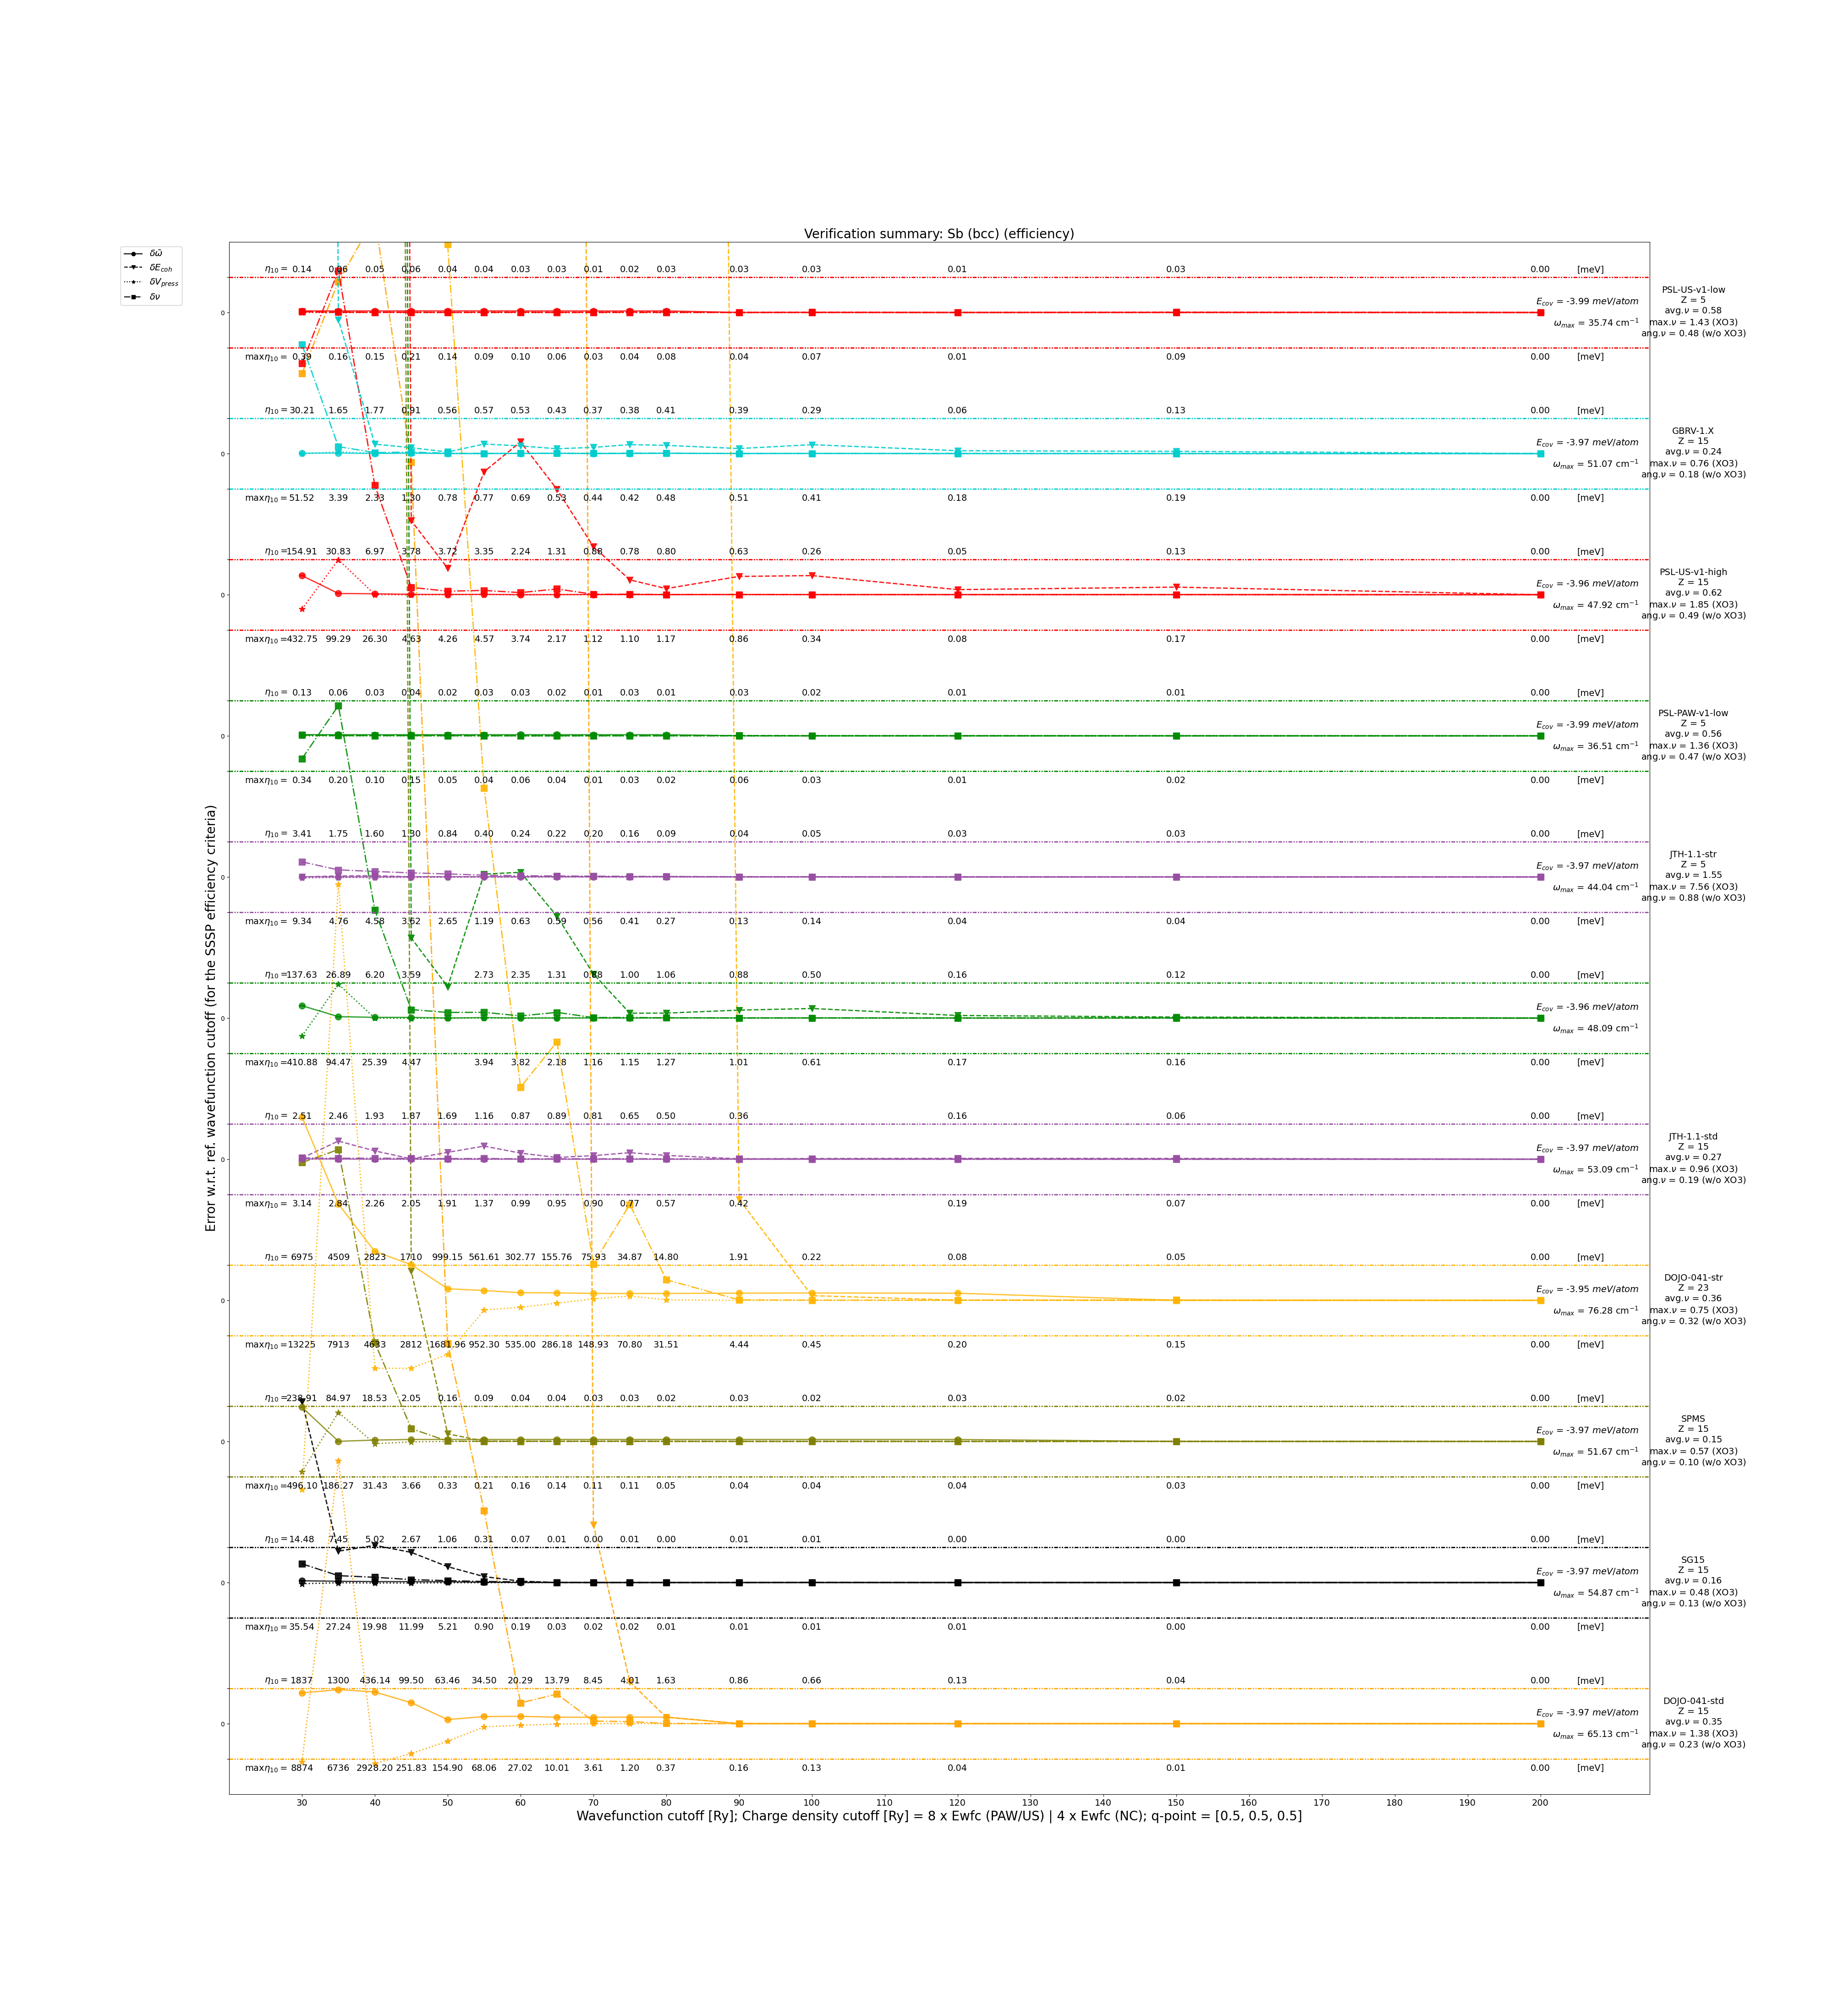 Verification summary: Sb (bcc) (efficiency)
δω̄
δE_coh
δV_press
δν
Error w.r.t. ref. wavefunction cutoff (for the SSSP efficiency criteria)
η₁₀ = 0.14 0.06 0.05 0.06 0.04 0.04 0.03 0.03 0.01 0.02 0.03 0.03 0.03 0.01 0.03 0.00 [meV]
0
E_cov = -3.99 meV/atom
ω_max = 35.74 cm⁻¹
PSL-US-v1-low
Z = 5
avg.ν = 0.58
max.ν = 1.43 (XO3)
ang.ν = 0.48 (w/o XO3)
maxη₁₀ = 0.39 0.16 0.15 0.21 0.14 0.09 0.10 0.06 0.03 0.04 0.08 0.04 0.07 0.01 0.09 0.00 [meV]
η₁₀ = 30.21 1.65 1.77 0.91 0.56 0.57 0.53 0.43 0.37 0.38 0.41 0.39 0.29 0.06 0.13 0.00 [meV]
0
E_cov = -3.97 meV/atom
ω_max = 51.07 cm⁻¹
GBRV-1.X
Z = 15
avg.ν = 0.24
max.ν = 0.76 (XO3)
ang.ν = 0.18 (w/o XO3)
maxη₁₀ = 51.52 3.39 2.33 1.30 0.78 0.77 0.69 0.53 0.44 0.42 0.48 0.51 0.41 0.18 0.19 0.00 [meV]
η₁₀ = 154.91 30.83 6.97 3.78 3.72 3.35 2.24 1.31 0.88 0.78 0.80 0.63 0.26 0.05 0.13 0.00 [meV]
0
E_cov = -3.96 meV/atom
ω_max = 47.92 cm⁻¹
PSL-US-v1-high
Z = 15
avg.ν = 0.62
max.ν = 1.85 (XO3)
ang.ν = 0.49 (w/o XO3)
maxη₁₀ = 432.75 99.29 26.30 4.63 4.26 4.57 3.74 2.17 1.12 1.10 1.17 0.86 0.34 0.08 0.17 0.00 [meV]
η₁₀ = 0.13 0.06 0.03 0.04 0.02 0.03 0.03 0.02 0.01 0.03 0.01 0.03 0.02 0.01 0.01 0.00 [meV]
0
E_cov = -3.99 meV/atom
ω_max = 36.51 cm⁻¹
PSL-PAW-v1-low
Z = 5
avg.ν = 0.56
max.ν = 1.36 (XO3)
ang.ν = 0.47 (w/o XO3)
maxη₁₀ = 0.34 0.20 0.10 0.15 0.05 0.04 0.06 0.04 0.01 0.03 0.02 0.06 0.03 0.01 0.02 0.00 [meV]
η₁₀ = 3.41 1.75 1.60 1.30 0.84 0.40 0.24 0.22 0.20 0.16 0.09 0.04 0.05 0.03 0.03 0.00 [meV]
0
E_cov = -3.97 meV/atom
ω_max = 44.04 cm⁻¹
JTH-1.1-str
Z = 5
avg.ν = 1.55
max.ν = 7.56 (XO3)
ang.ν = 0.88 (w/o XO3)
maxη₁₀ = 9.34 4.76 4.58 3.62 2.65 1.19 0.63 0.59 0.56 0.41 0.27 0.13 0.14 0.04 0.04 0.00 [meV]
η₁₀ = 137.63 26.89 6.20 3.59 2.73 2.35 1.31 0.88 1.00 1.06 0.88 0.50 0.16 0.12 0.00 [meV]
0
E_cov = -3.96 meV/atom
ω_max = 48.09 cm⁻¹
maxη₁₀ = 410.88 94.47 25.39 4.47 3.94 3.82 2.18 1.16 1.15 1.27 1.01 0.61 0.17 0.16 0.00 [meV]
η₁₀ = 2.51 2.46 1.93 1.87 1.69 1.16 0.87 0.89 0.81 0.65 0.50 0.36 0.16 0.06 0.00 [meV]
0
E_cov = -3.97 meV/atom
ω_max = 53.09 cm⁻¹
JTH-1.1-std
Z = 15
avg.ν = 0.27
max.ν = 0.96 (XO3)
ang.ν = 0.19 (w/o XO3)
maxη₁₀ = 3.14 2.84 2.26 2.05 1.91 1.37 0.99 0.95 0.90 0.77 0.57 0.42 0.19 0.07 0.00 [meV]
η₁₀ = 6975 4509 2823 1710 999.15 561.61 302.77 155.76 75.93 34.87 14.80 1.91 0.22 0.08 0.05 0.00 [meV]
0
E_cov = -3.95 meV/atom
ω_max = 76.28 cm⁻¹
DOJO-041-str
Z = 23
avg.ν = 0.36
max.ν = 0.75 (XO3)
ang.ν = 0.32 (w/o XO3)
maxη₁₀ = 13225 7913 4633 2812 1681.96 952.30 535.00 286.18 148.93 70.80 31.51 4.44 0.45 0.20 0.15 0.00 [meV]
η₁₀ = 238.91 84.97 18.53 2.05 0.16 0.09 0.04 0.04 0.03 0.03 0.02 0.03 0.02 0.03 0.02 0.00 [meV]
0
E_cov = -3.97 meV/atom
ω_max = 51.67 cm⁻¹
SPMS
Z = 15
avg.ν = 0.15
max.ν = 0.57 (XO3)
ang.ν = 0.10 (w/o XO3)
maxη₁₀ = 496.10 186.27 31.43 3.66 0.33 0.21 0.16 0.14 0.11 0.11 0.05 0.04 0.04 0.04 0.03 0.00 [meV]
η₁₀ = 14.48 7.45 5.02 2.67 1.06 0.31 0.07 0.01 0.00 0.01 0.00 0.01 0.01 0.00 0.00 0.00 [meV]
0
E_cov = -3.97 meV/atom
ω_max = 54.87 cm⁻¹
SG15
Z = 15
avg.ν = 0.16
max.ν = 0.48 (XO3)
ang.ν = 0.13 (w/o XO3)
maxη₁₀ = 35.54 27.24 19.98 11.99 5.21 0.90 0.19 0.03 0.02 0.02 0.01 0.01 0.01 0.01 0.00 0.00 [meV]
η₁₀ = 1837 1300 436.14 99.50 63.46 34.50 20.29 13.79 8.45 4.01 1.63 0.86 0.66 0.13 0.04 0.00 [meV]
0
E_cov = -3.97 meV/atom
ω_max = 65.13 cm⁻¹
DOJO-041-std
Z = 15
avg.ν = 0.35
max.ν = 1.38 (XO3)
ang.ν = 0.23 (w/o XO3)
maxη₁₀ = 8874 6736 2928.20 251.83 154.90 68.06 27.02 10.01 3.61 1.20 0.37 0.16 0.13 0.04 0.01 0.00 [meV]
30 40 50 60 70 80 90 100 110 120 130 140 150 160 170 180 190 200
Wavefunction cutoff [Ry]; Charge density cutoff [Ry] = 8 x Ewfc (PAW/US) | 4 x Ewfc (NC); q-point = [0.5, 0.5, 0.5]